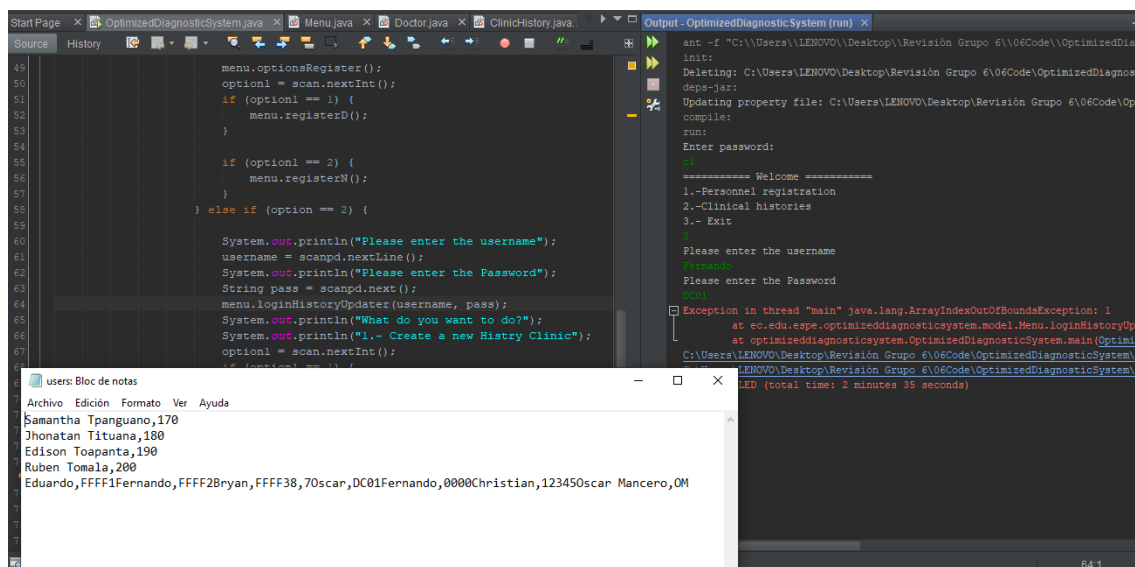 Start Page
OptimizedDiagnosticSystem.java
Menu.java
Doctor.java
ClinicHistory.java..
Output - OptimizedDiagnosticSystem (run)
Source
History
49 menu.optionsRegister();
50 option1 = scan.nextInt();
51 if (option1 == 1) {
52 menu.registerD();
53 }
54
55 if (option1 == 2) {
56 menu.registerN();
57 }
58 } else if (option == 2) {
59
60 System.out.println("Please enter the username");
61 username = scanpd.nextLine();
62 System.out.println("Please enter the Password");
63 String pass = scanpd.next();
64 menu.loginHistoryUpdater(username, pass);
65 System.out.println("What do you want to do?");
66 System.out.println("1.- Create a new Histry Clinic");
67 option1 = scan.nextInt();
ant -f "C:\\Users\\LENOVO\\Desktop\\Revisión Grupo 6\\06Code\\OptimizedDia
init:
Deleting: C:\Users\LENOVO\Desktop\Revisión Grupo 6\06Code\OptimizedDiagnos
deps-jar:
Updating property file: C:\Users\LENOVO\Desktop\Revisión Grupo 6\06Code\Op
compile:
run:
Enter password:
=========== Welcome ===========
1.-Personnel registration
2.-Clinical histories
3.- Exit
2
Please enter the username
Fernando
Please enter the Password
DC01
Exception in thread "main" java.lang.ArrayIndexOutOfBoundsException: 1
at ec.edu.espe.optimizeddiagnosticsystem.model.Menu.loginHistoryUp
at optimizeddiagnosticsystem.OptimizedDiagnosticSystem.main(Optimi
C:\Users\LENOVO\Desktop\Revisión Grupo 6\06Code\OptimizedDiagnosticSystem\
LENOVO\Desktop\Revisión Grupo 6\06Code\OptimizedDiagnosticSystem\
LED (total time: 2 minutes 35 seconds)
users: Bloc de notas
Archivo Edición Formato Ver Ayuda
Samantha Tpanguano,170
Jhonatan Tituana,180
Edison Toapanta,190
Ruben Tomala,200
Eduardo,FFFF1Fernando,FFFF2Bryan,FFFF38,7Oscar,DC01Fernando,0000Christian,12345Oscar Mancero,OM
64:1